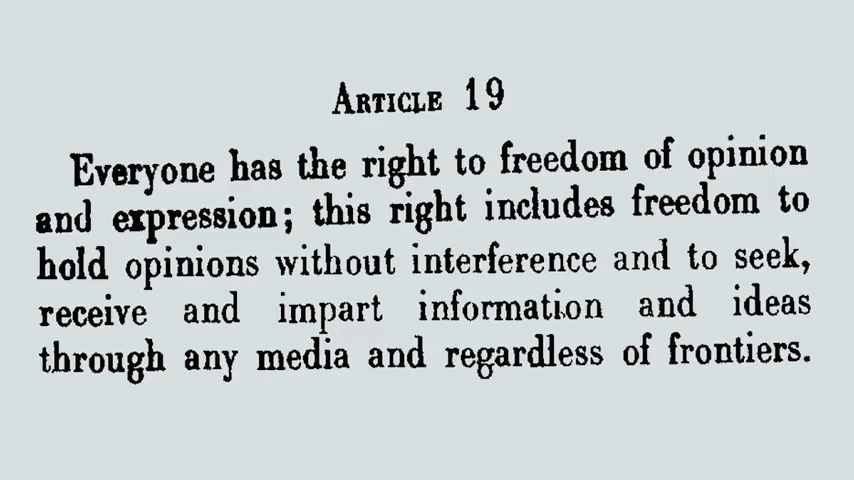 ARTICLE 19
Everyone has the right to freedom of opinion
and expression; this right includes freedom to
hold opinions without interference and to seek,
receive and impart information and ideas
through any media and regardless of frontiers.